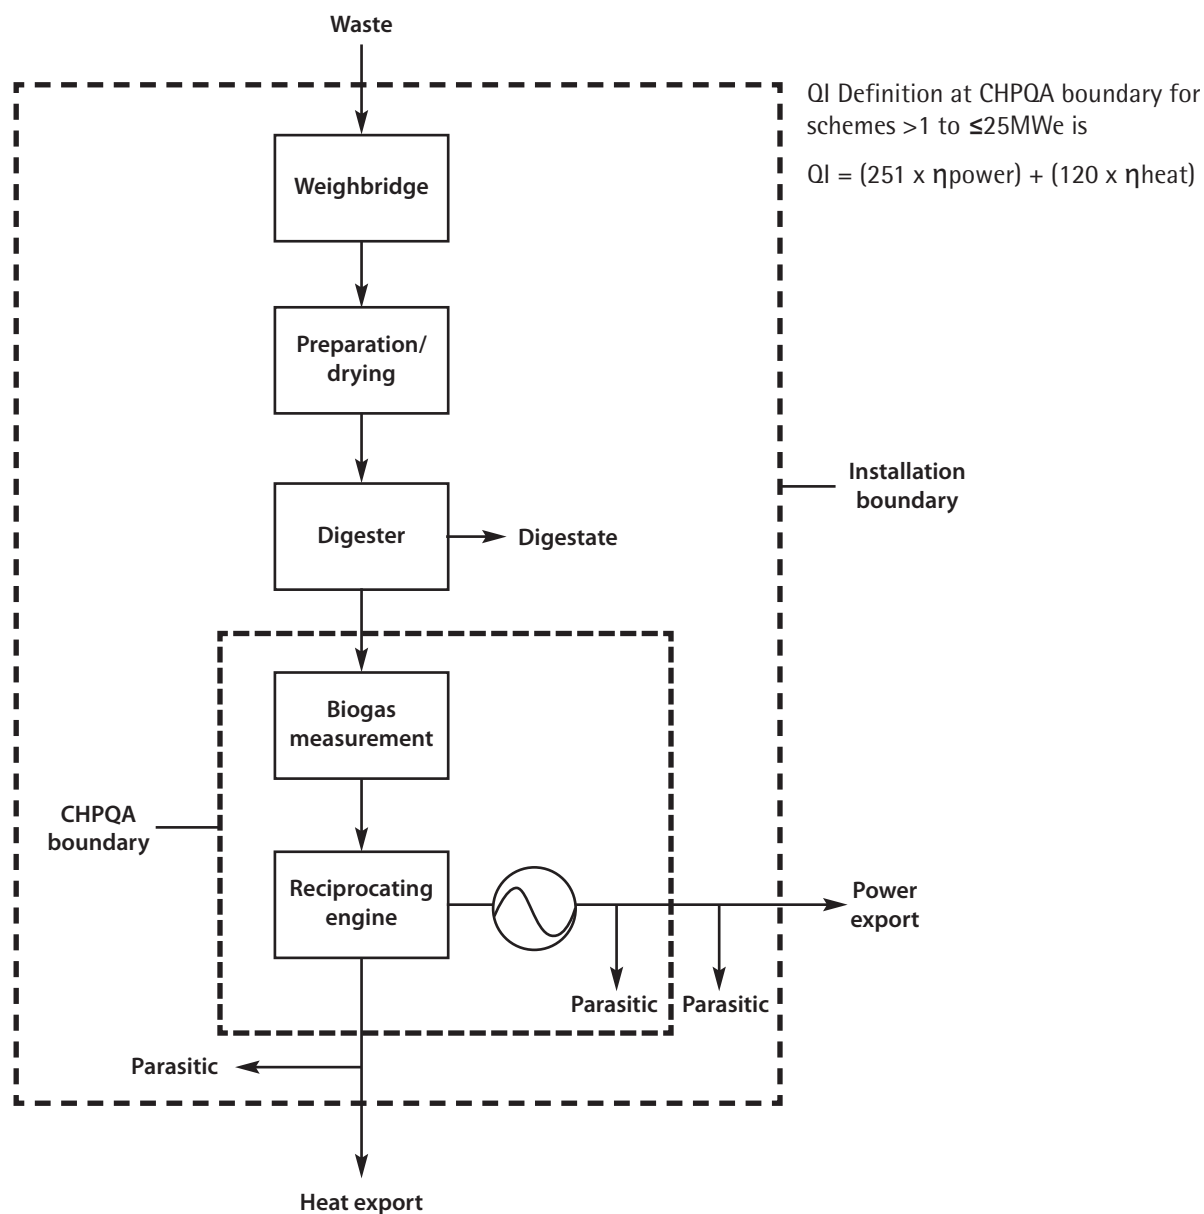 Waste
QI Definition at CHPQA boundary for
schemes >1 to ≤25MWe is
QI = (251 x ηpower) + (120 x ηheat)
Weighbridge
Preparation/
drying
Installation
boundary
Digester
Digestate
Biogas
measurement
CHPQA
boundary
Reciprocating
engine
Power
export
Parasitic
Parasitic
Parasitic
Heat export